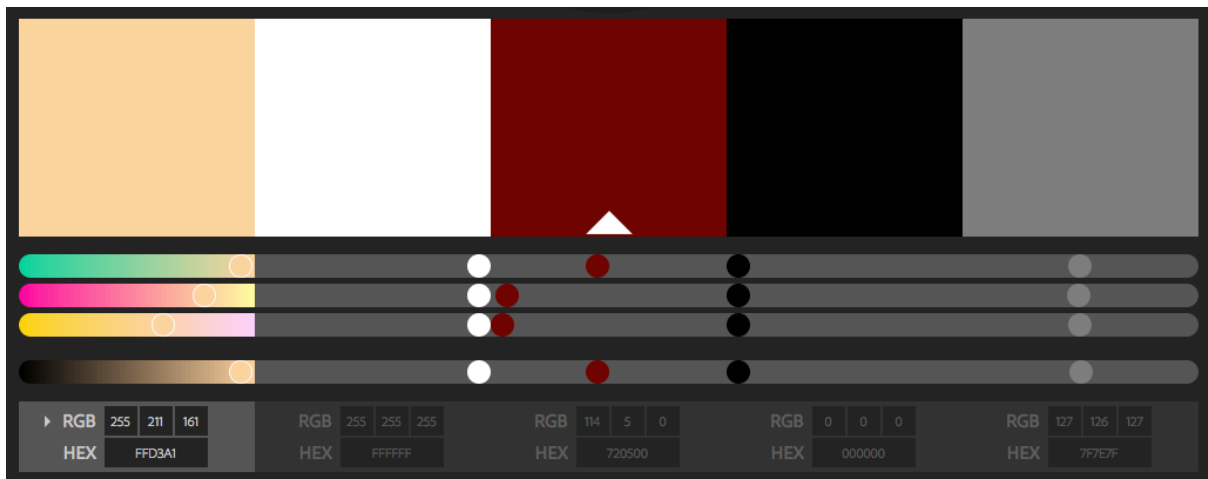 RGB 255 211 161 RGB 255 255 255 RGB 114 5 0 RGB 0 0 0 RGB 127 126 127
HEX FFD3A1 HEX FFFFFF HEX 720500 HEX 000000 HEX 7F7E7F